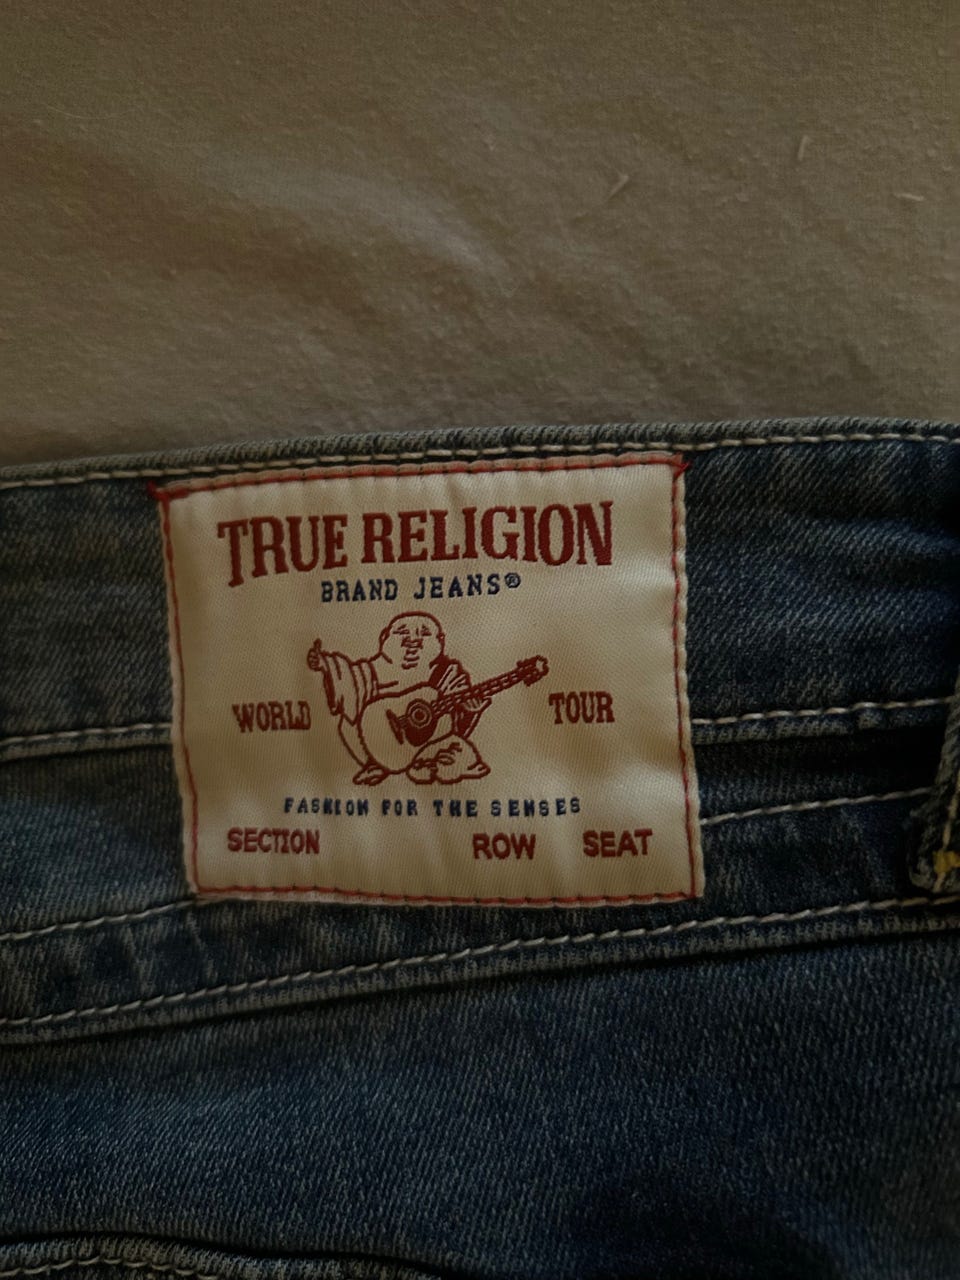 TRUE RELIGION
BRAND JEANS®
WORLD TOUR
FASHION FOR THE SENSES
SECTION ROW SEAT